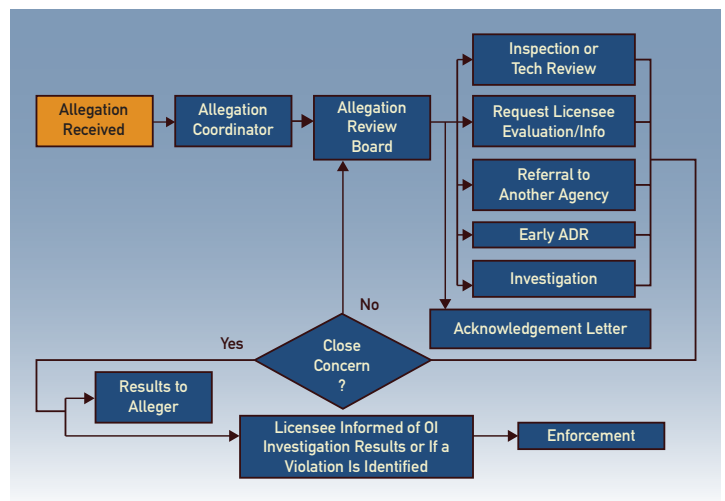 Allegation
Received
Allegation
Coordinator
Allegation
Review
Board
Inspection or
Tech Review
Request Licensee
Evaluation/Info
Referral to
Another Agency
Early ADR
Investigation
Acknowledgement Letter
No
Yes
Close
Concern
?
Results to
Alleger
Licensee Informed of OI
Investigation Results or If a
Violation Is Identified
Enforcement